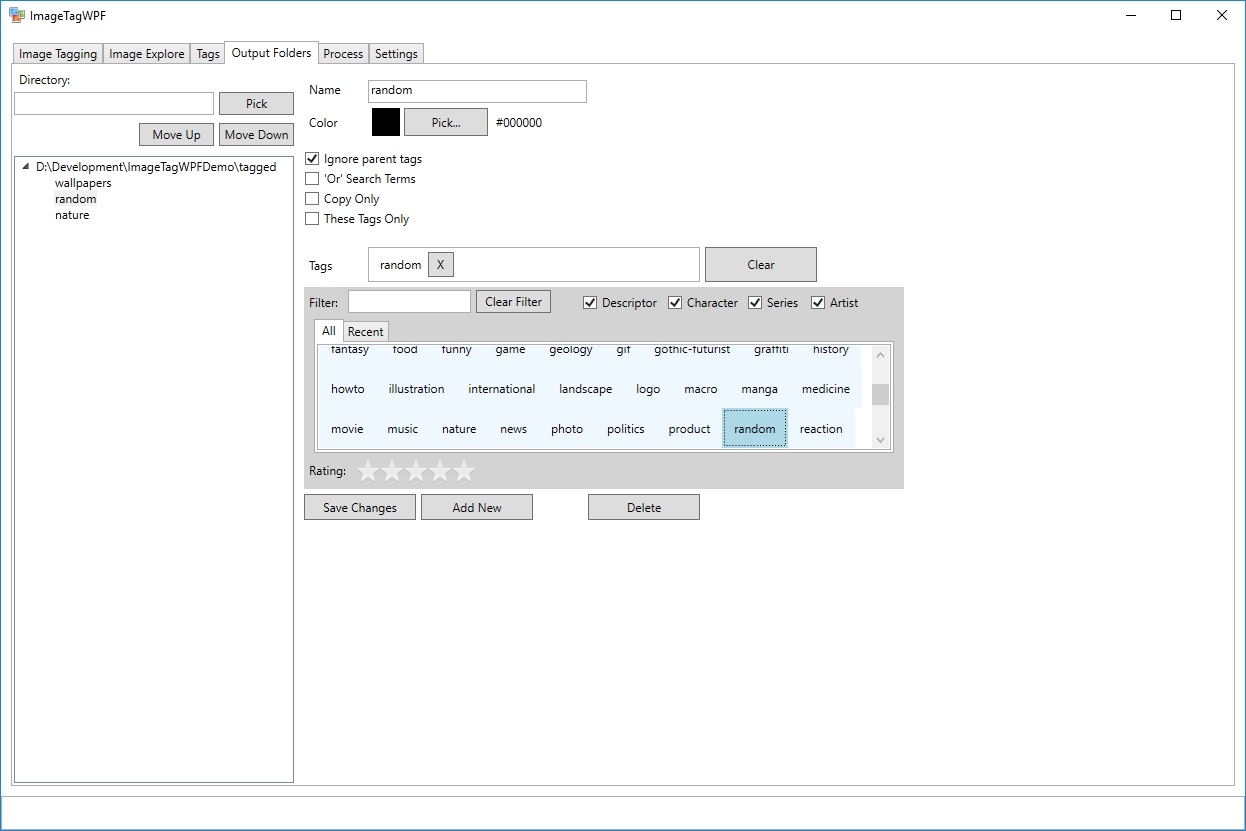 ImageTagWPF
Image Tagging Image Explore Tags Output Folders Process Settings
Directory:
Pick
Move Up Move Down
D:\Development\ImageTagWPFDemo\tagged
wallpapers
random
nature
Name random
Color Pick... #000000
Ignore parent tags
'Or' Search Terms
Copy Only
These Tags Only
Tags random X Clear
Filter: Clear Filter Descriptor Character Series Artist
All Recent
fantasy food funny game geology gif gothic-futurist graffiti history
howto illustration international landscape logo macro manga medicine
movie music nature news photo politics product random reaction
Rating:
Save Changes Add New Delete